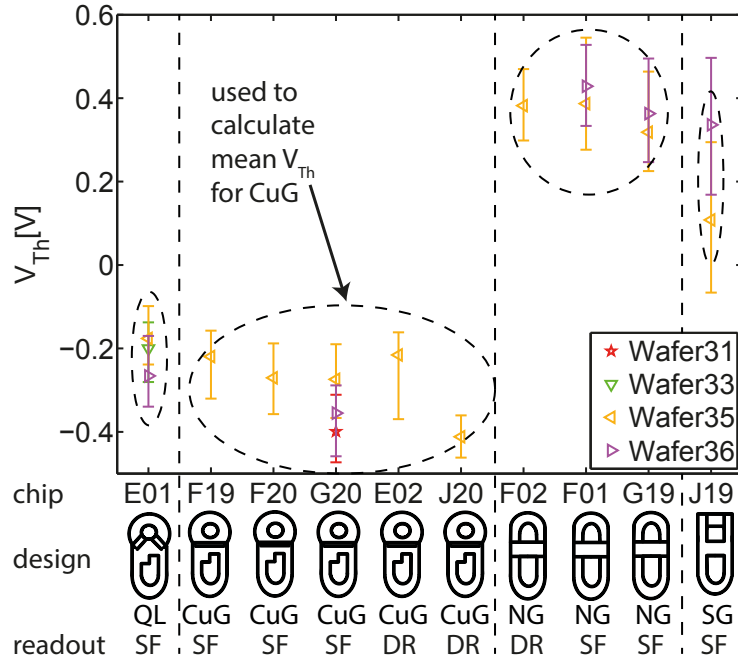 0.6
0.4
0.2
0
−0.2
−0.4
V_Th[V]
used to
calculate
mean V_Th
for CuG
Wafer31
Wafer33
Wafer35
Wafer36
chip E01 F19 F20 G20 E02 J20 F02 F01 G19 J19
design
QL CuG CuG CuG CuG CuG NG NG NG SG
readout SF SF SF SF DR DR DR SF SF SF